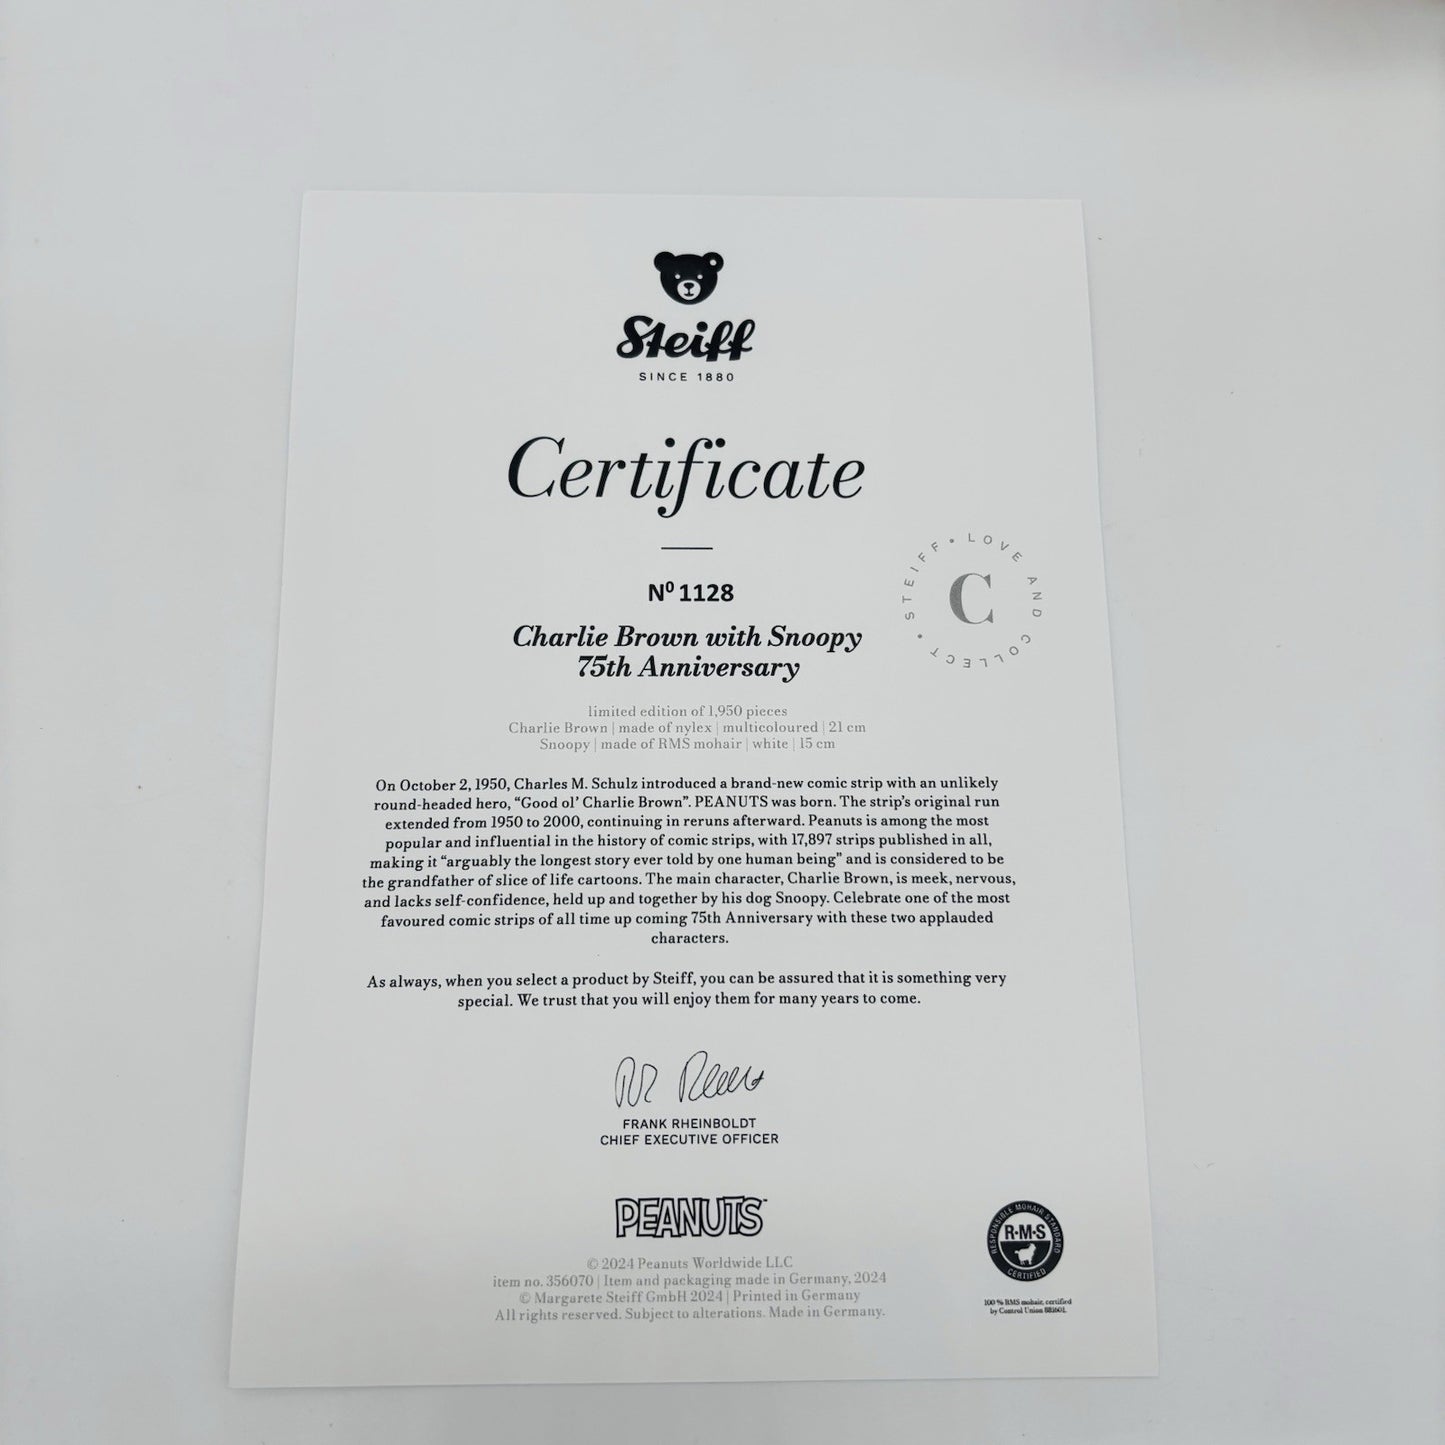 Steiff
SINCE 1880
Certificate
Nº 1128
STEIFF • LOVE AND COLLECT •
C
Charlie Brown with Snoopy
75th Anniversary
limited edition of 1,950 pieces
Charlie Brown | made of nylex | multicoloured | 21 cm
Snoopy | made of RMS mohair | white | 15 cm
On October 2, 1950, Charles M. Schulz introduced a brand-new comic strip with an unlikely
round-headed hero, “Good ol’ Charlie Brown”. PEANUTS was born. The strip’s original run
extended from 1950 to 2000, continuing in reruns afterward. Peanuts is among the most
popular and influential in the history of comic strips, with 17,897 strips published in all,
making it “arguably the longest story ever told by one human being” and is considered to be
the grandfather of slice of life cartoons. The main character, Charlie Brown, is meek, nervous,
and lacks self-confidence, held up and together by his dog Snoopy. Celebrate one of the most
favoured comic strips of all time up coming 75th Anniversary with these two applauded
characters.
As always, when you select a product by Steiff, you can be assured that it is something very
special. We trust that you will enjoy them for many years to come.
FRANK RHEINBOLDT
CHIEF EXECUTIVE OFFICER
PEANUTS™
© 2024 Peanuts Worldwide LLC
item no. 356070 | Item and packaging made in Germany, 2024
© Margarete Steiff GmbH 2024 | Printed in Germany
All rights reserved. Subject to alterations. Made in Germany.
RESPONSIBLE MOHAIR STANDARD
R·M·S
CERTIFIED
100 % RMS mohair, certified
by Control Union